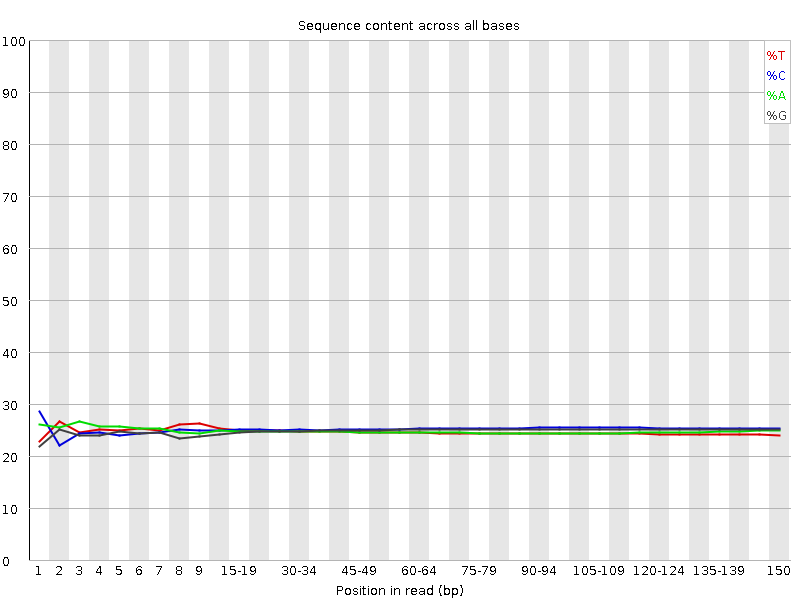 Sequence content across all bases
100
90
80
70
60
50
40
30
20
10
0
%T
%C
%A
%G
1 2 3 4 5 6 7 8 9 15-19 30-34 45-49 60-64 75-79 90-94 105-109 120-124 135-139 150
Position in read (bp)